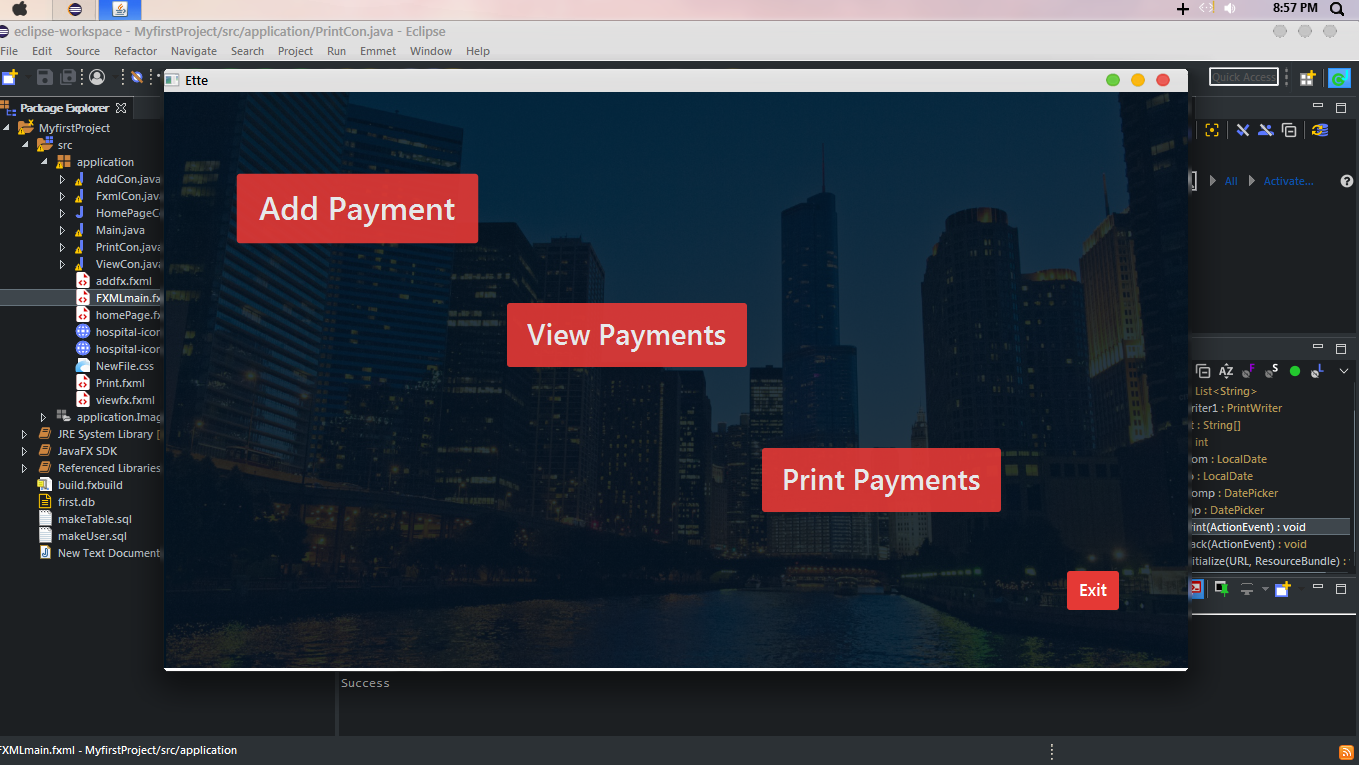 8:57 PM
eclipse-workspace - MyfirstProject/src/application/PrintCon.java - Eclipse
File Edit Source Refactor Navigate Search Project Run Emmet Window Help
Quick Access
Ette
Package Explorer
MyfirstProject
src
application
AddCon.java
FxmlCon.java
HomePageC
Main.java
PrintCon.java
ViewCon.java
addfx.fxml
FXMLmain.fx
homePage.fx
hospital-icon
hospital-icon
NewFile.css
Print.fxml
viewfx.fxml
application.Imag
JRE System Library [
JavaFX SDK
Referenced Libraries
build.fxbuild
first.db
makeTable.sql
makeUser.sql
New Text Document
Add Payment
View Payments
Print Payments
Exit
All
Activate...
List<String>
riter1 : PrintWriter
t : String[]
int
om : LocalDate
o : LocalDate
omp : DatePicker
op : DatePicker
rint(ActionEvent) : void
ack(ActionEvent) : void
itialize(URL, ResourceBundle) :
Success
FXMLmain.fxml - MyfirstProject/src/application